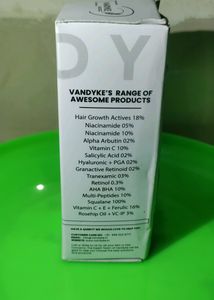 DY
VANDYKE'S RANGE OF
AWESOME PRODUCTS
Hair Growth Actives 18%
Niacinamide 05%
Niacinamide 10%
Alpha Arbutin 02%
Vitamin C 10%
Salicylic Acid 02%
Hyaluronic + PGA 02%
Granactive Retinoid 02%
Tranexamic 03%
Retinol 0.3%
AHA BHA 10%
Multi-Peptides 10%
Squalane 100%
Vitamin C + E + Ferulic 16%
Rosehip Oil + VC-IP 3%